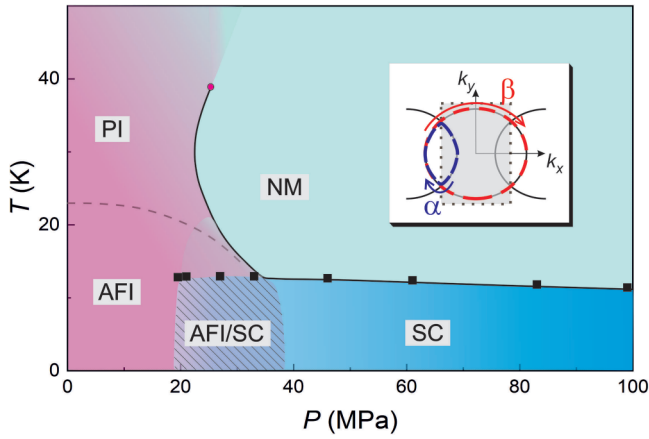 T (K)
40
20
0
PI
NM
AFI
AFI/SC
SC
k_y
β
k_x
α
0
20
40
60
80
100
P (MPa)